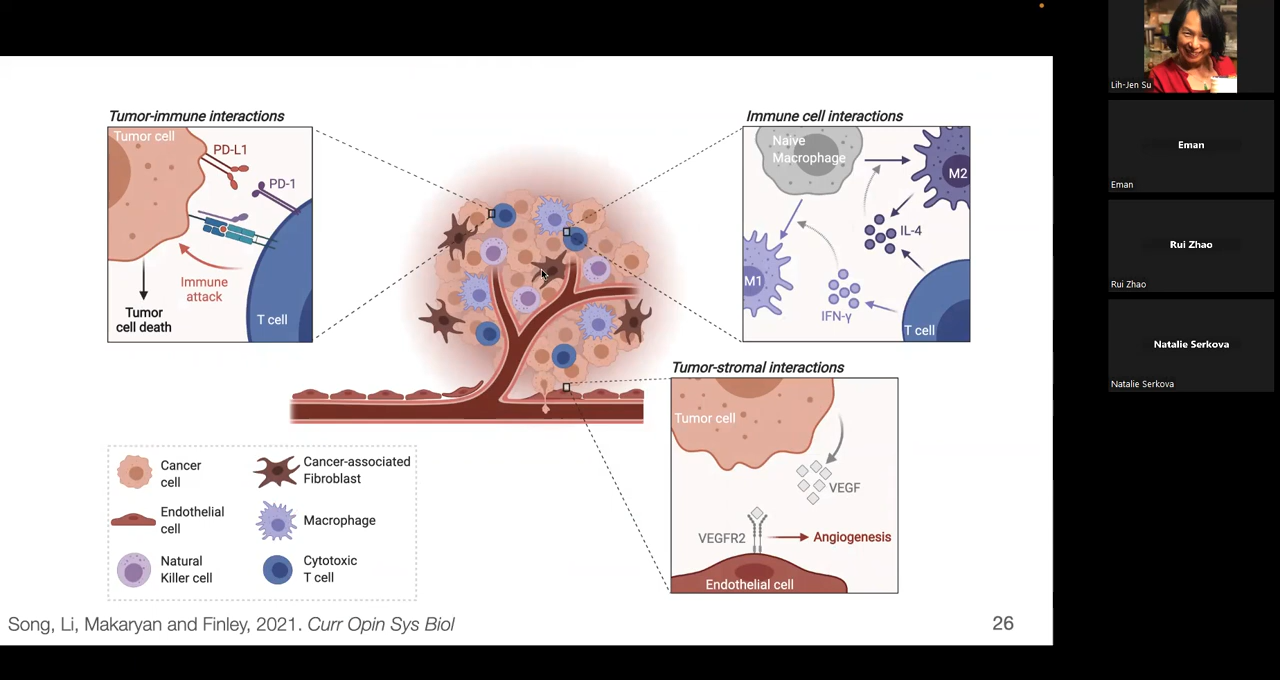 Tumor-immune interactions
Tumor cell
PD-L1
PD-1
Immune
attack
Tumor
cell death
T cell
Immune cell interactions
Naive
Macrophage
M2
IL-4
M1
IFN-γ
T cell
Tumor-stromal interactions
Tumor cell
VEGF
VEGFR2
Angiogenesis
Endothelial cell
Cancer
cell
Cancer-associated
Fibroblast
Endothelial
cell
Macrophage
Natural
Killer cell
Cytotoxic
T cell
Song, Li, Makaryan and Finley, 2021. Curr Opin Sys Biol
26
Lih-Jen Su
Eman
Eman
Rui Zhao
Rui Zhao
Natalie Serkova
Natalie Serkova